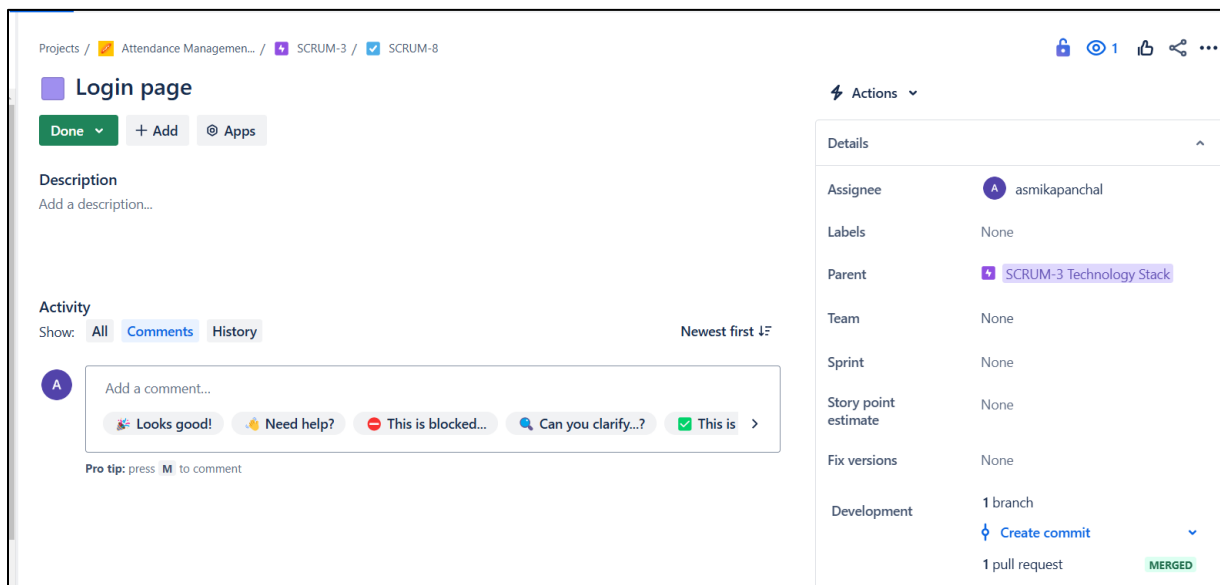 Projects / Attendance Managemen... / SCRUM-3 / SCRUM-8
1
Login page
Done
+ Add
Apps
Description
Add a description...
Activity
Show: All Comments History
Newest first
A
Add a comment...
🎉 Looks good! 👋 Need help? ⛔ This is blocked... 🔍 Can you clarify...? ✅ This is
Pro tip: press M to comment
Actions
Details
Assignee A asmikapanchal
Labels None
Parent SCRUM-3 Technology Stack
Team None
Sprint None
Story point
estimate None
Fix versions None
Development 1 branch
Create commit
1 pull request MERGED